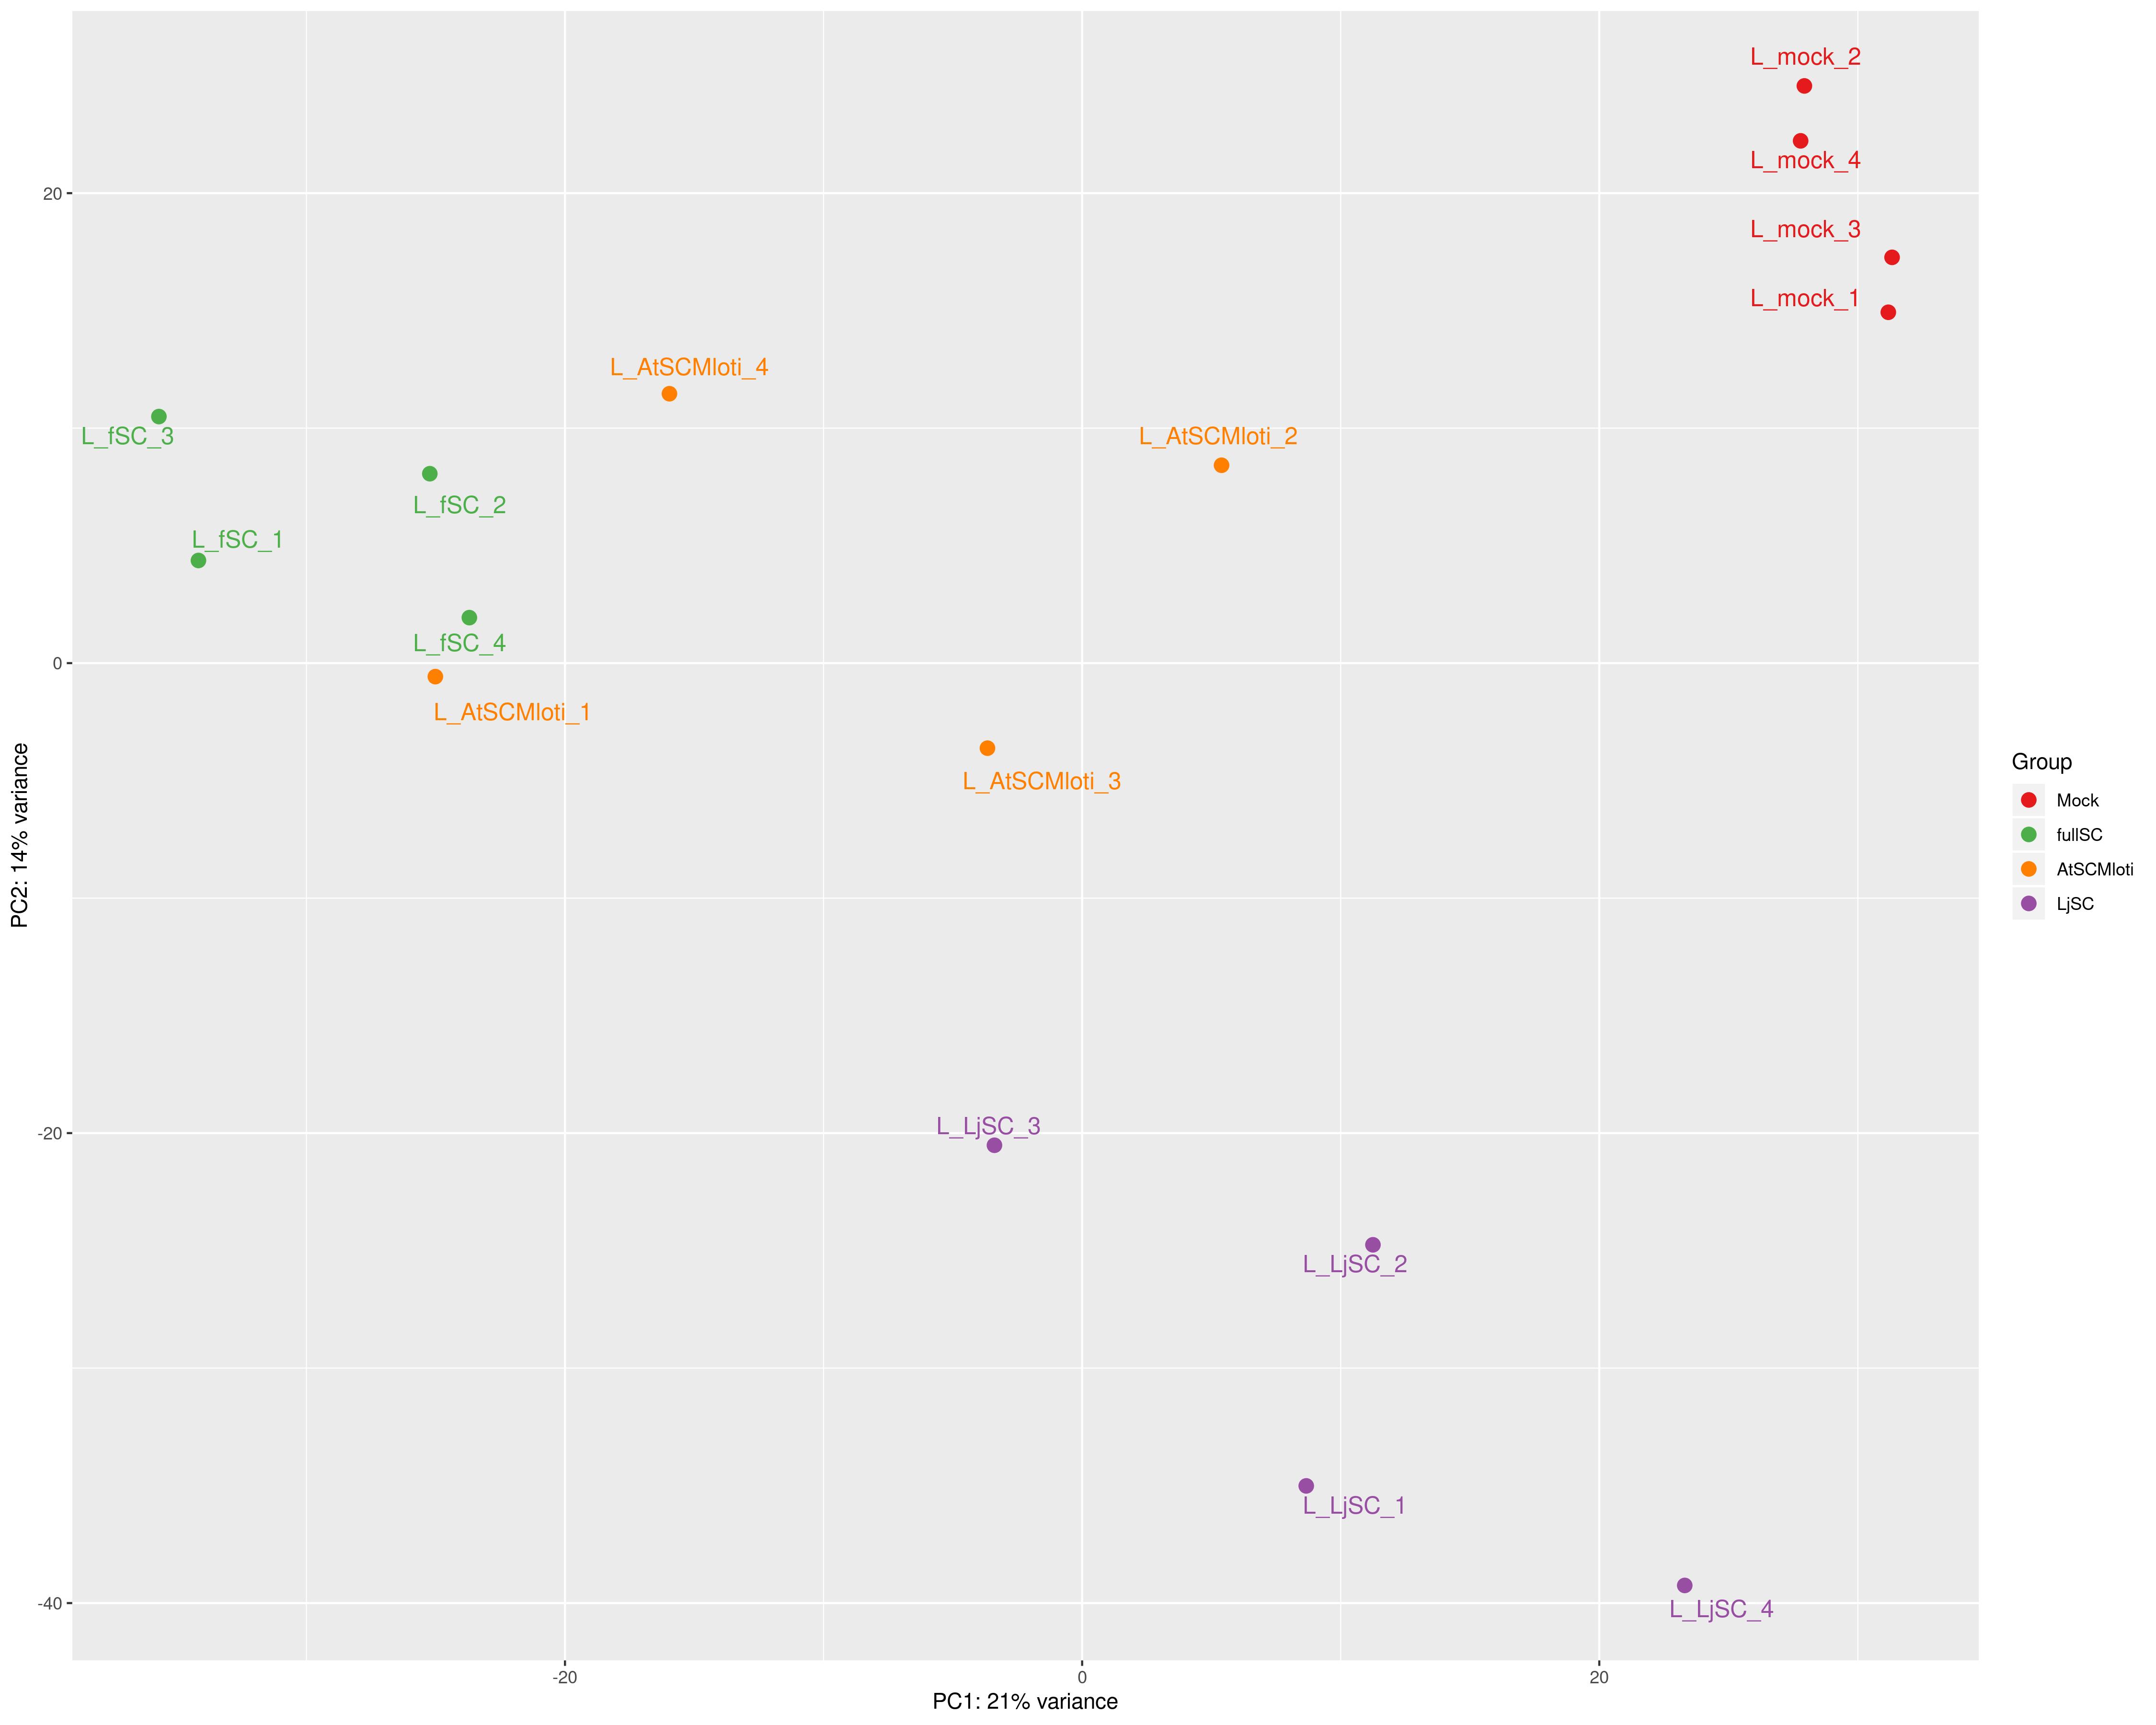 L_mock_2
L_mock_4
20
L_mock_3
L_mock_1
L_AtSCMloti_4
L_fSC_3
L_AtSCMloti_2
L_fSC_2
L_fSC_1
L_fSC_4
0
L_AtSCMloti_1
L_AtSCMloti_3
PC2: 14% variance
Group
Mock
fullSC
AtSCMloti
LjSC
L_LjSC_3
-20
L_LjSC_2
L_LjSC_1
-40
L_LjSC_4
-20 0 20
PC1: 21% variance